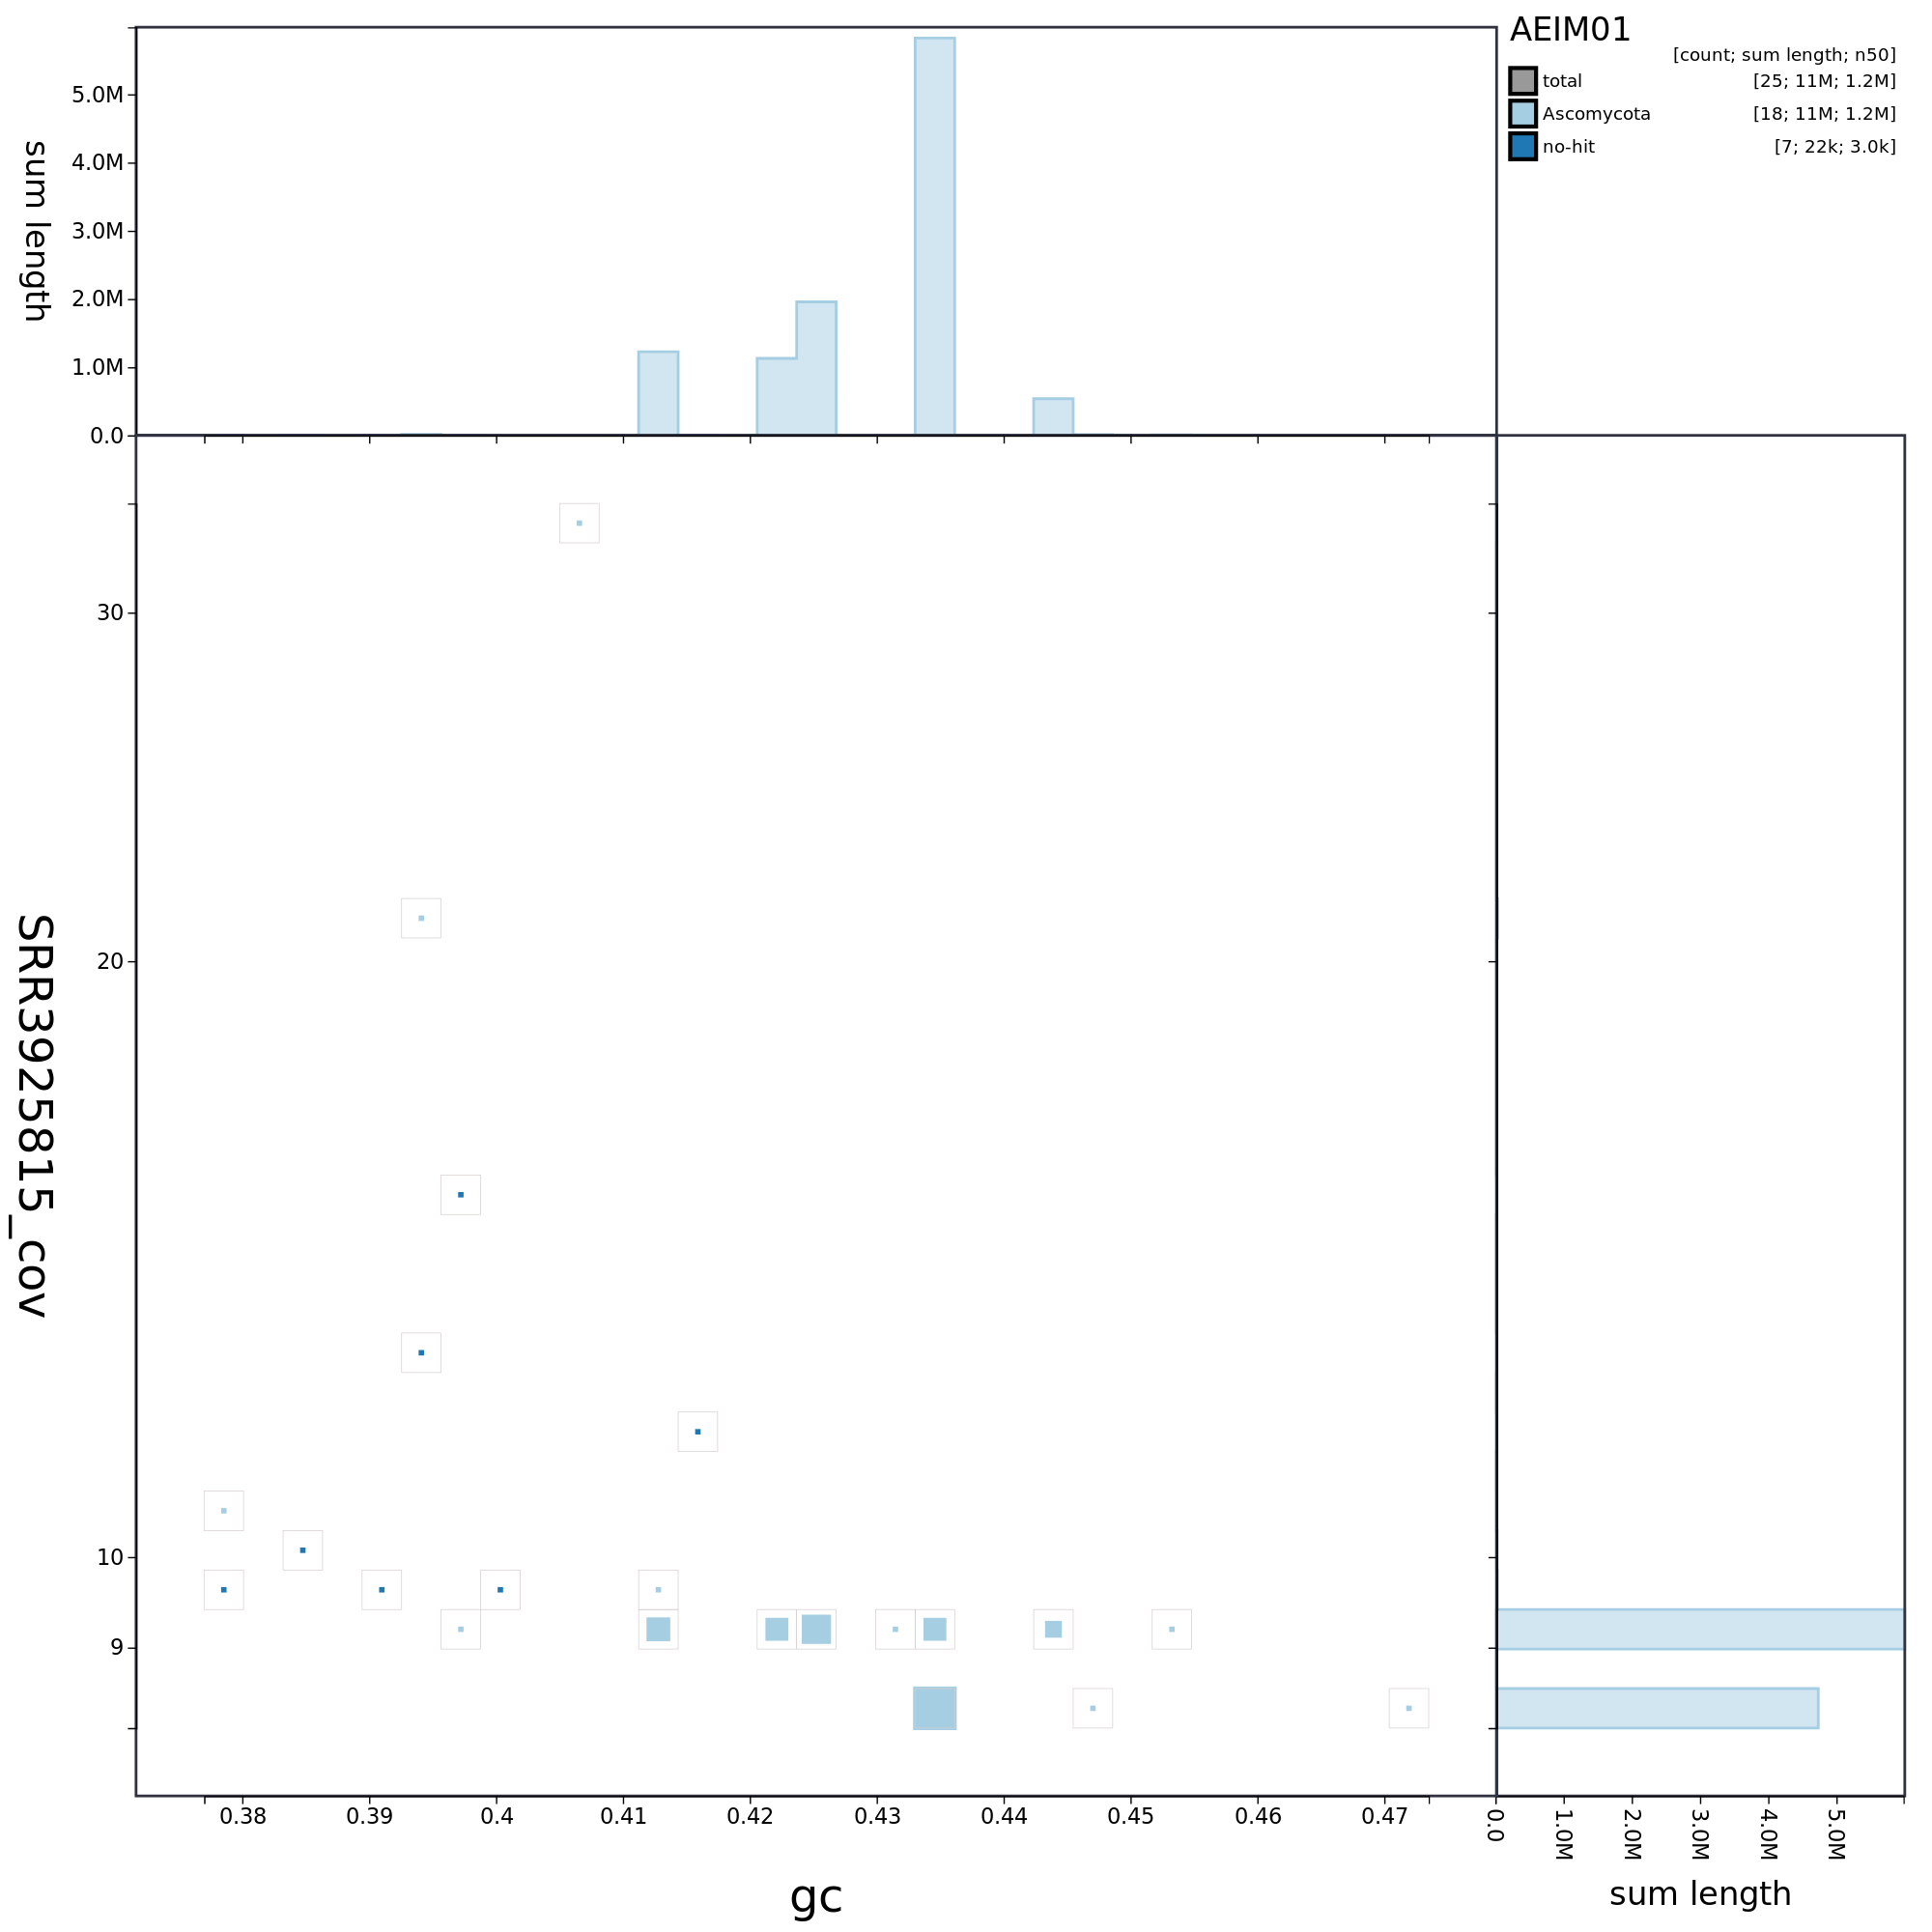 AEIM01
[count; sum length; n50]
total [25; 11M; 1.2M]
Ascomycota [18; 11M; 1.2M]
no-hit [7; 22k; 3.0k]
sum length
5.0M
4.0M
3.0M
2.0M
1.0M
0.0
SRR3925815_cov
30
20
10
9
0.38 0.39 0.4 0.41 0.42 0.43 0.44 0.45 0.46 0.47
gc
0.0 1.0M 2.0M 3.0M 4.0M 5.0M
sum length